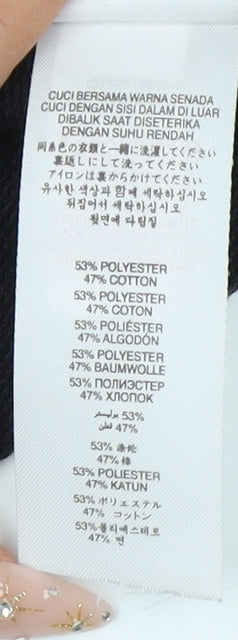 CUCI BERSAMA WARNA SENADA
CUCI DENGAN SISI DALAM DI LUAR
DIBALIK SAAT DISETERIKA
DENGAN SUHU RENDAH
同系色の衣類と一緒に洗濯してください
裏返しにして洗ってください
アイロンは裏からかけてください
유사한 색상과 함께 세탁하십시오
뒤집어서 세탁하십시오
뒷면에 다림질
53% POLYESTER
47% COTTON
53% POLYESTER
47% COTON
53% POLIÉSTER
47% ALGODÓN
53% POLYESTER
47% BAUMWOLLE
53% ПОЛИЭСТЕР
47% ХЛОПОК
53% بوليستر
47% قطن
53% 涤纶
47% 棉
53% POLIESTER
47% KATUN
53% ポリエステル
47% コットン
53% 폴리에스테르
47% 면